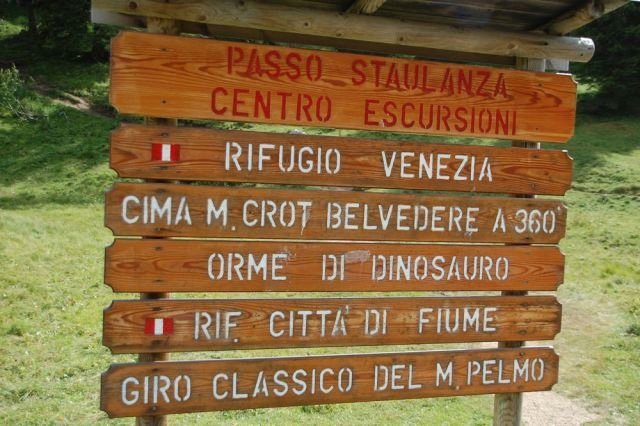 PASSO STAULANZA
CENTRO ESCURSIONI
RIFUGIO VENEZIA
CIMA M. CROT BELVEDERE A 360°
ORME DI DINOSAURO
RIF. CITTÀ DI FIUME
GIRO CLASSICO DEL M. PELMO